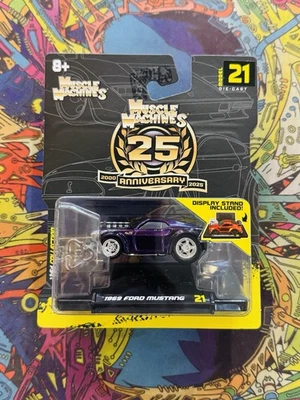 8+
MUSCLE MACHINES
MODEL 21
DIE-CAST
MUSCLE MACHINES
25
2000 ANNIVERSARY 2025
DISPLAY STAND
INCLUDED!
1969 FORD MUSTANG 21